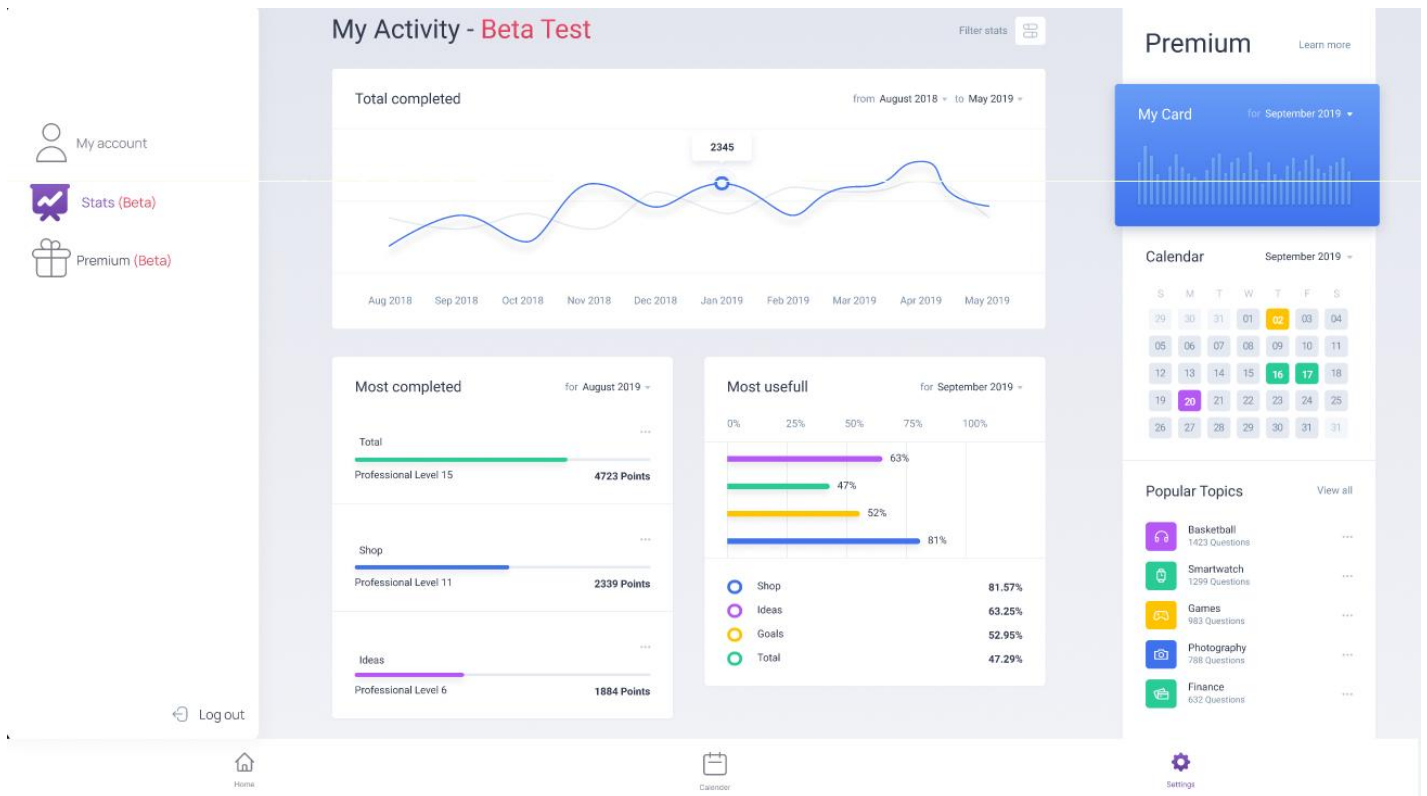 My Activity - Beta Test
Filter stats
My account
Stats (Beta)
Premium (Beta)
Log out
Total completed
from August 2018 to May 2019
2345
Aug 2018 Sep 2018 Oct 2018 Nov 2018 Dec 2018 Jan 2019 Feb 2019 Mar 2019 Apr 2019 May 2019
Most completed
for August 2019
Total
Professional Level 15 4723 Points
Shop
Professional Level 11 2339 Points
Ideas
Professional Level 6 1884 Points
Most usefull
for September 2019
0% 25% 50% 75% 100%
63%
47%
52%
81%
Shop 81.57%
Ideas 63.25%
Goals 52.95%
Total 47.29%
Premium
Learn more
My Card
for September 2019
Calendar
September 2019
S M T W T F S
29 30 31 01 02 03 04
05 06 07 08 09 10 11
12 13 14 15 16 17 18
19 20 21 22 23 24 25
26 27 28 29 30 31 31
Popular Topics
View all
Basketball
1423 Questions
Smartwatch
1299 Questions
Games
983 Questions
Photography
788 Questions
Finance
632 Questions
Home
Calender
Settings